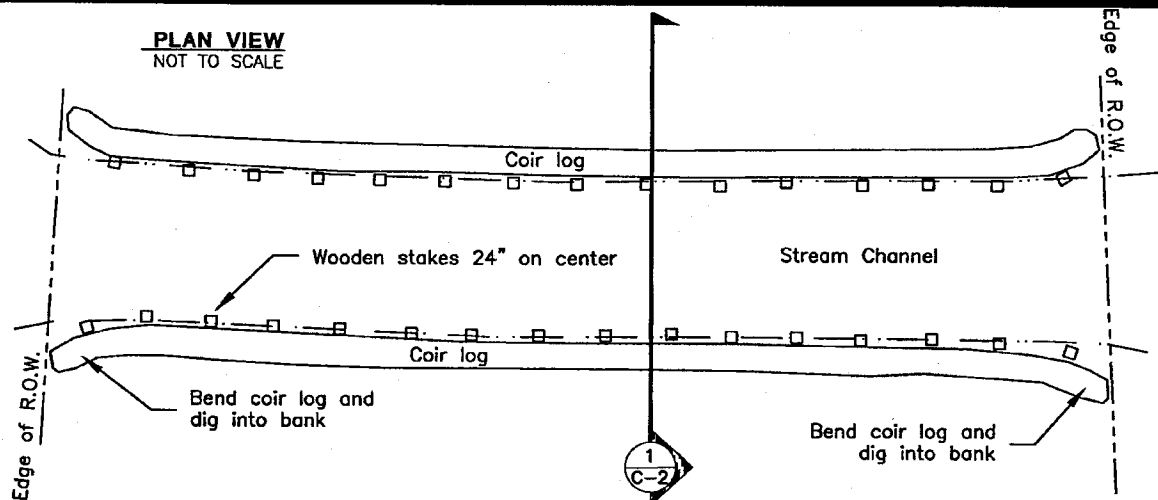 PLAN VIEW
NOT TO SCALE
Edge of R.O.W.
Coir log
Wooden stakes 24" on center
Stream Channel
Coir log
Edge of R.O.W.
Bend coir log and
dig into bank
Bend coir log and
dig into bank
1
C-2